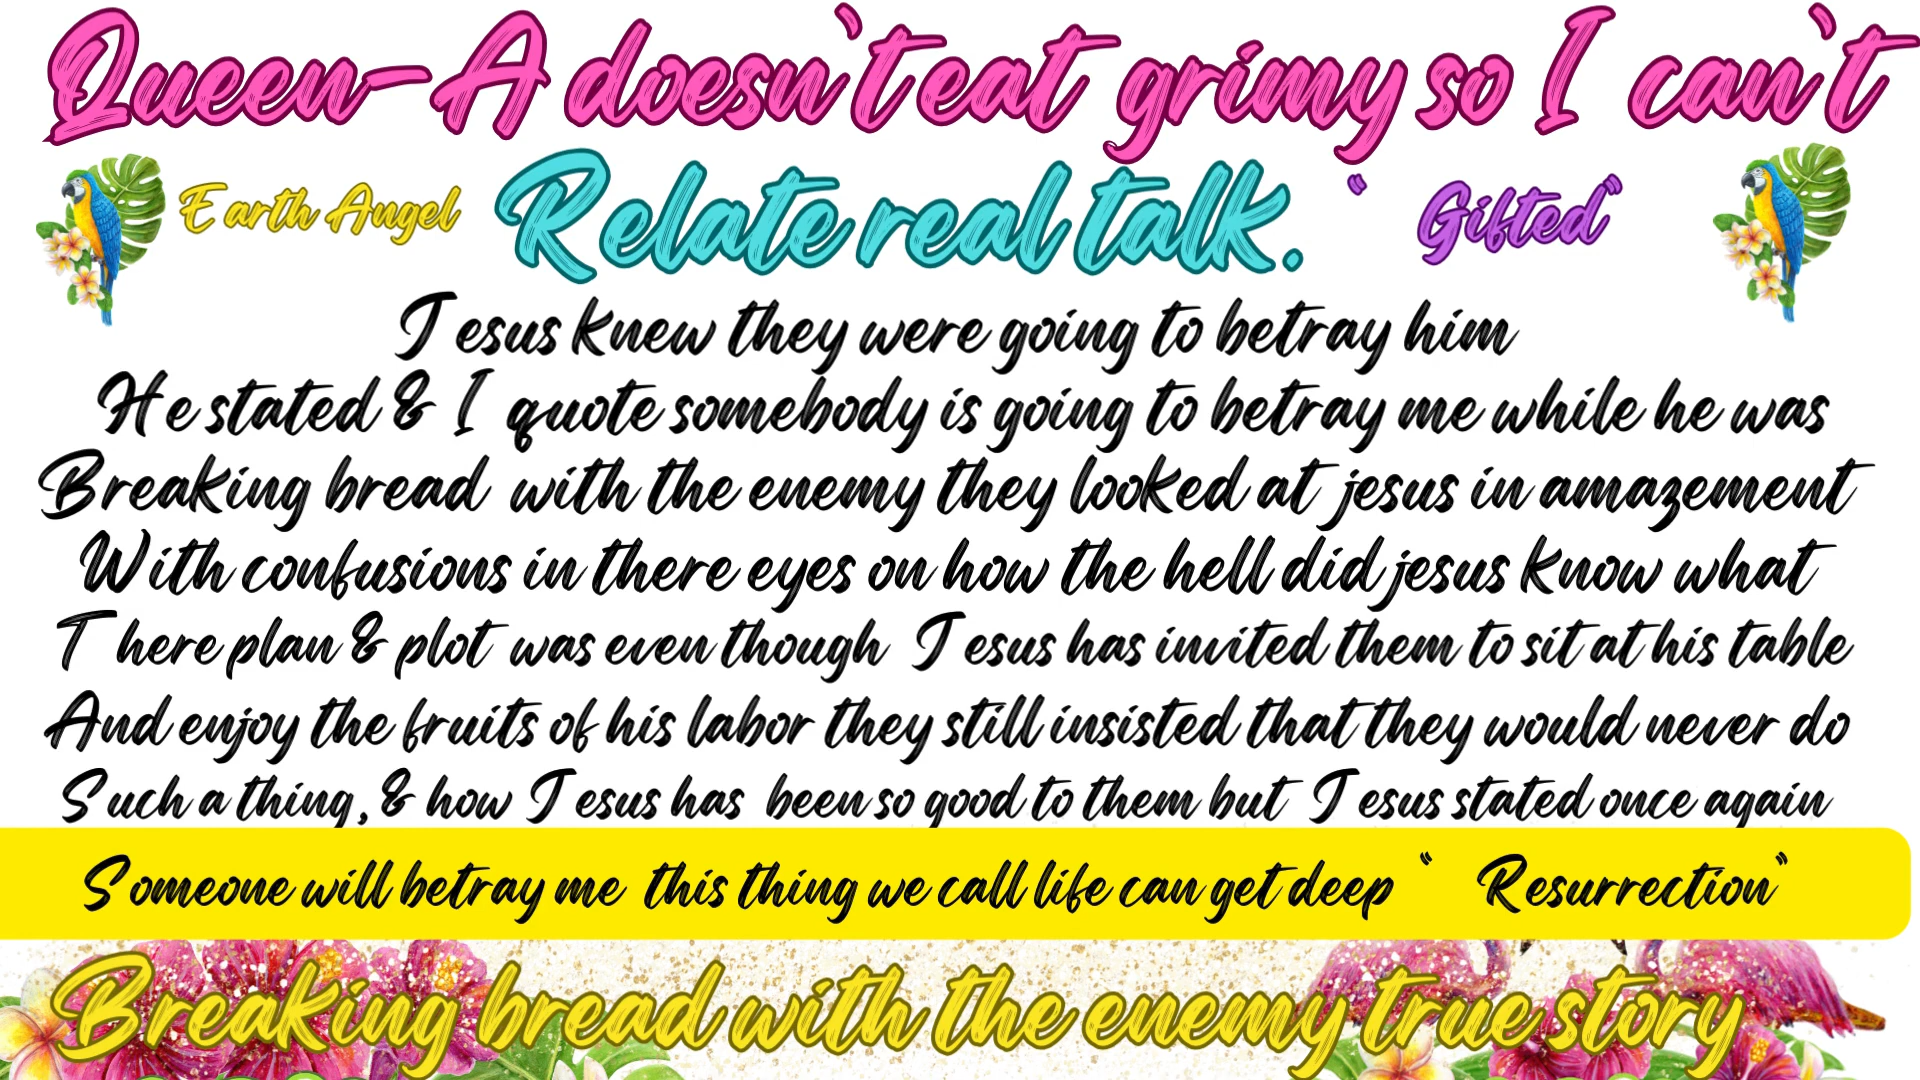 Queen-A doesn`t eat grimy so I can`t
Earth Angel Relate real talk. "Gifted"
Jesus knew they were going to betray him
He stated & I quote somebody is going to betray me while he was
Breaking bread with the enemy they looked at jesus in amazement
With confusions in there eyes on how the hell did jesus know what
There plan & plot was even though Jesus has invited them to sit at his table
And enjoy the fruits of his labor they still insisted that they would never do
Such a thing, & how Jesus has been so good to them but Jesus stated once again
Someone will betray me this thing we call life can get deep "Resurrection"
Breaking bread with the enemy true story